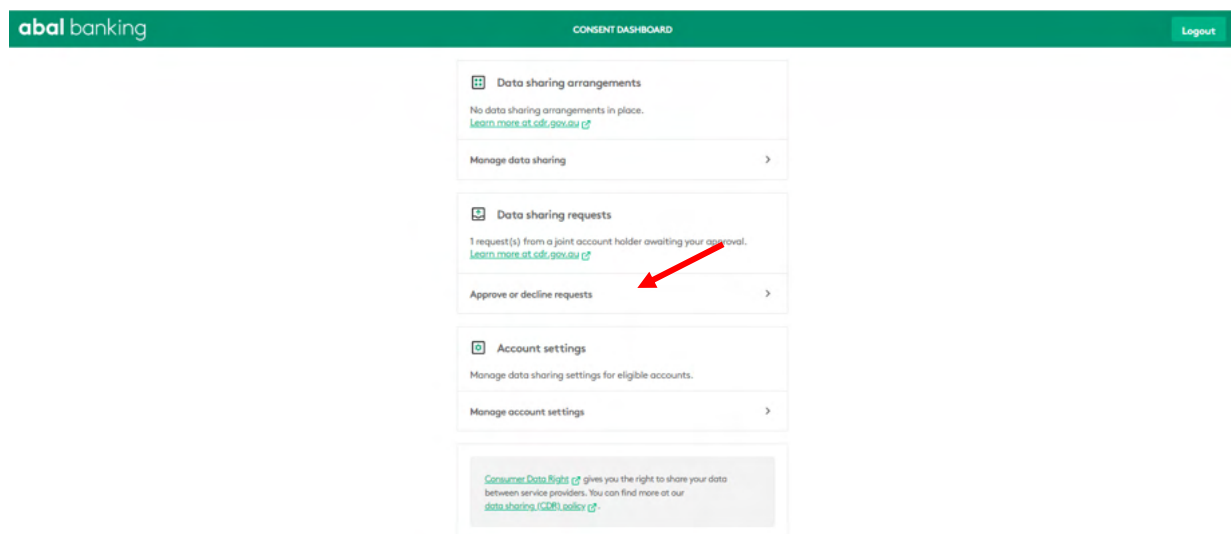 abal banking
CONSENT DASHBOARD
Logout
Data sharing arrangements
No data sharing arrangements in place.
Learn more at cdr.gov.au
Manage data sharing
Data sharing requests
1 request(s) from a joint account holder awaiting your approval.
Learn more at cdr.gov.au
Approve or decline requests
Account settings
Manage data sharing settings for eligible accounts.
Manage account settings
Consumer Data Right gives you the right to share your data
between service providers. You can find more at our
data sharing (CDR) policy.